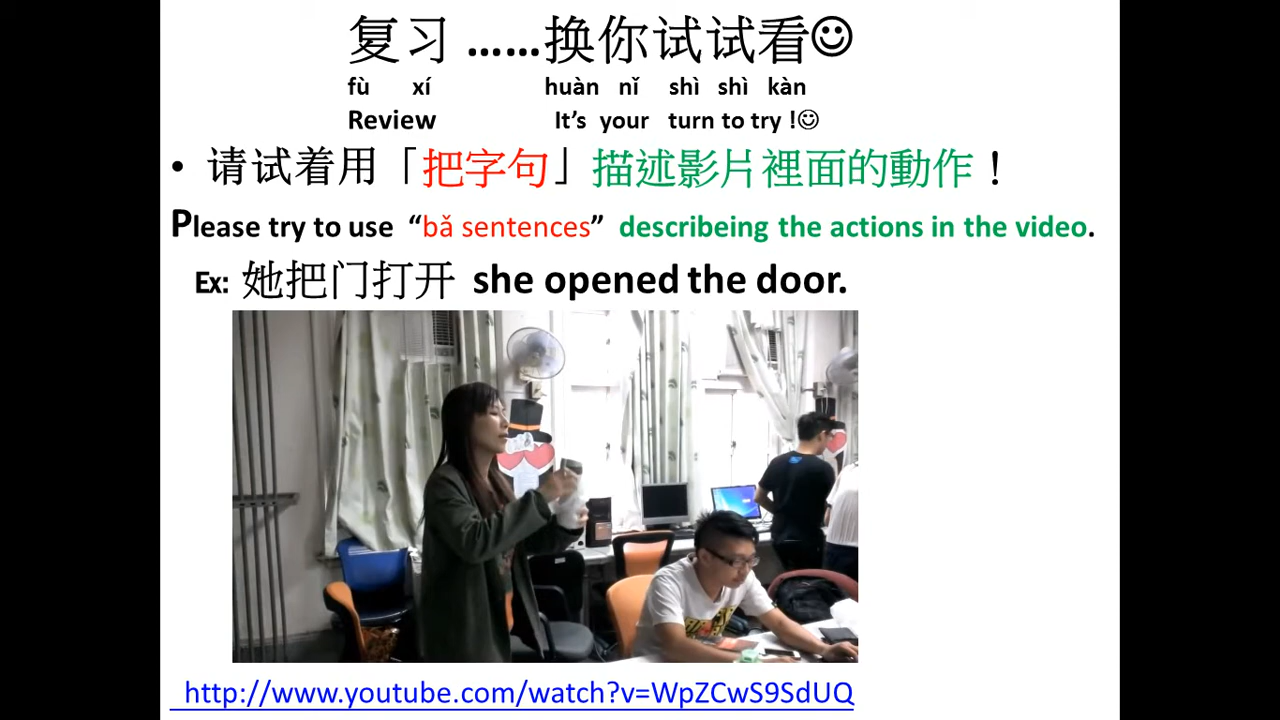 复习 ……换你试试看☺
fù xí huàn nǐ shì shì kàn
Review It’s your turn to try !☺
• 请试着用「把字句」描述影片裡面的動作！
Please try to use “bǎ sentences” describeing the actions in the video.
Ex: 她把门打开 she opened the door.
http://www.youtube.com/watch?v=WpZCwS9SdUQ